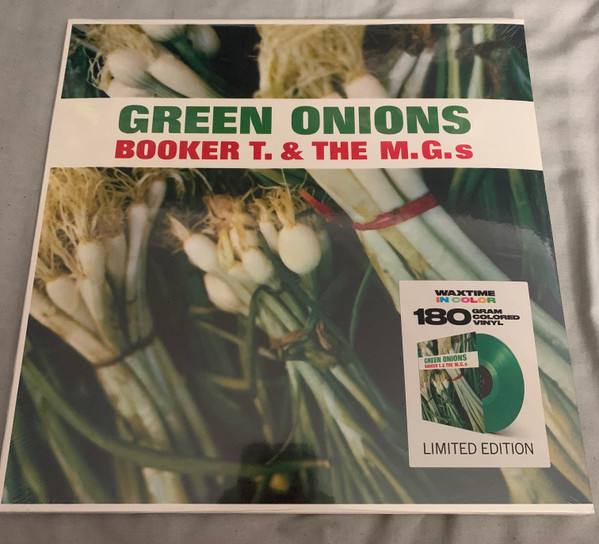 GREEN ONIONS
BOOKER T. & THE M.G.s
WAXTIME
IN COLOR
180 GRAM
COLORED
VINYL
GREEN ONIONS
BOOKER T. & THE M.G.s
LIMITED EDITION